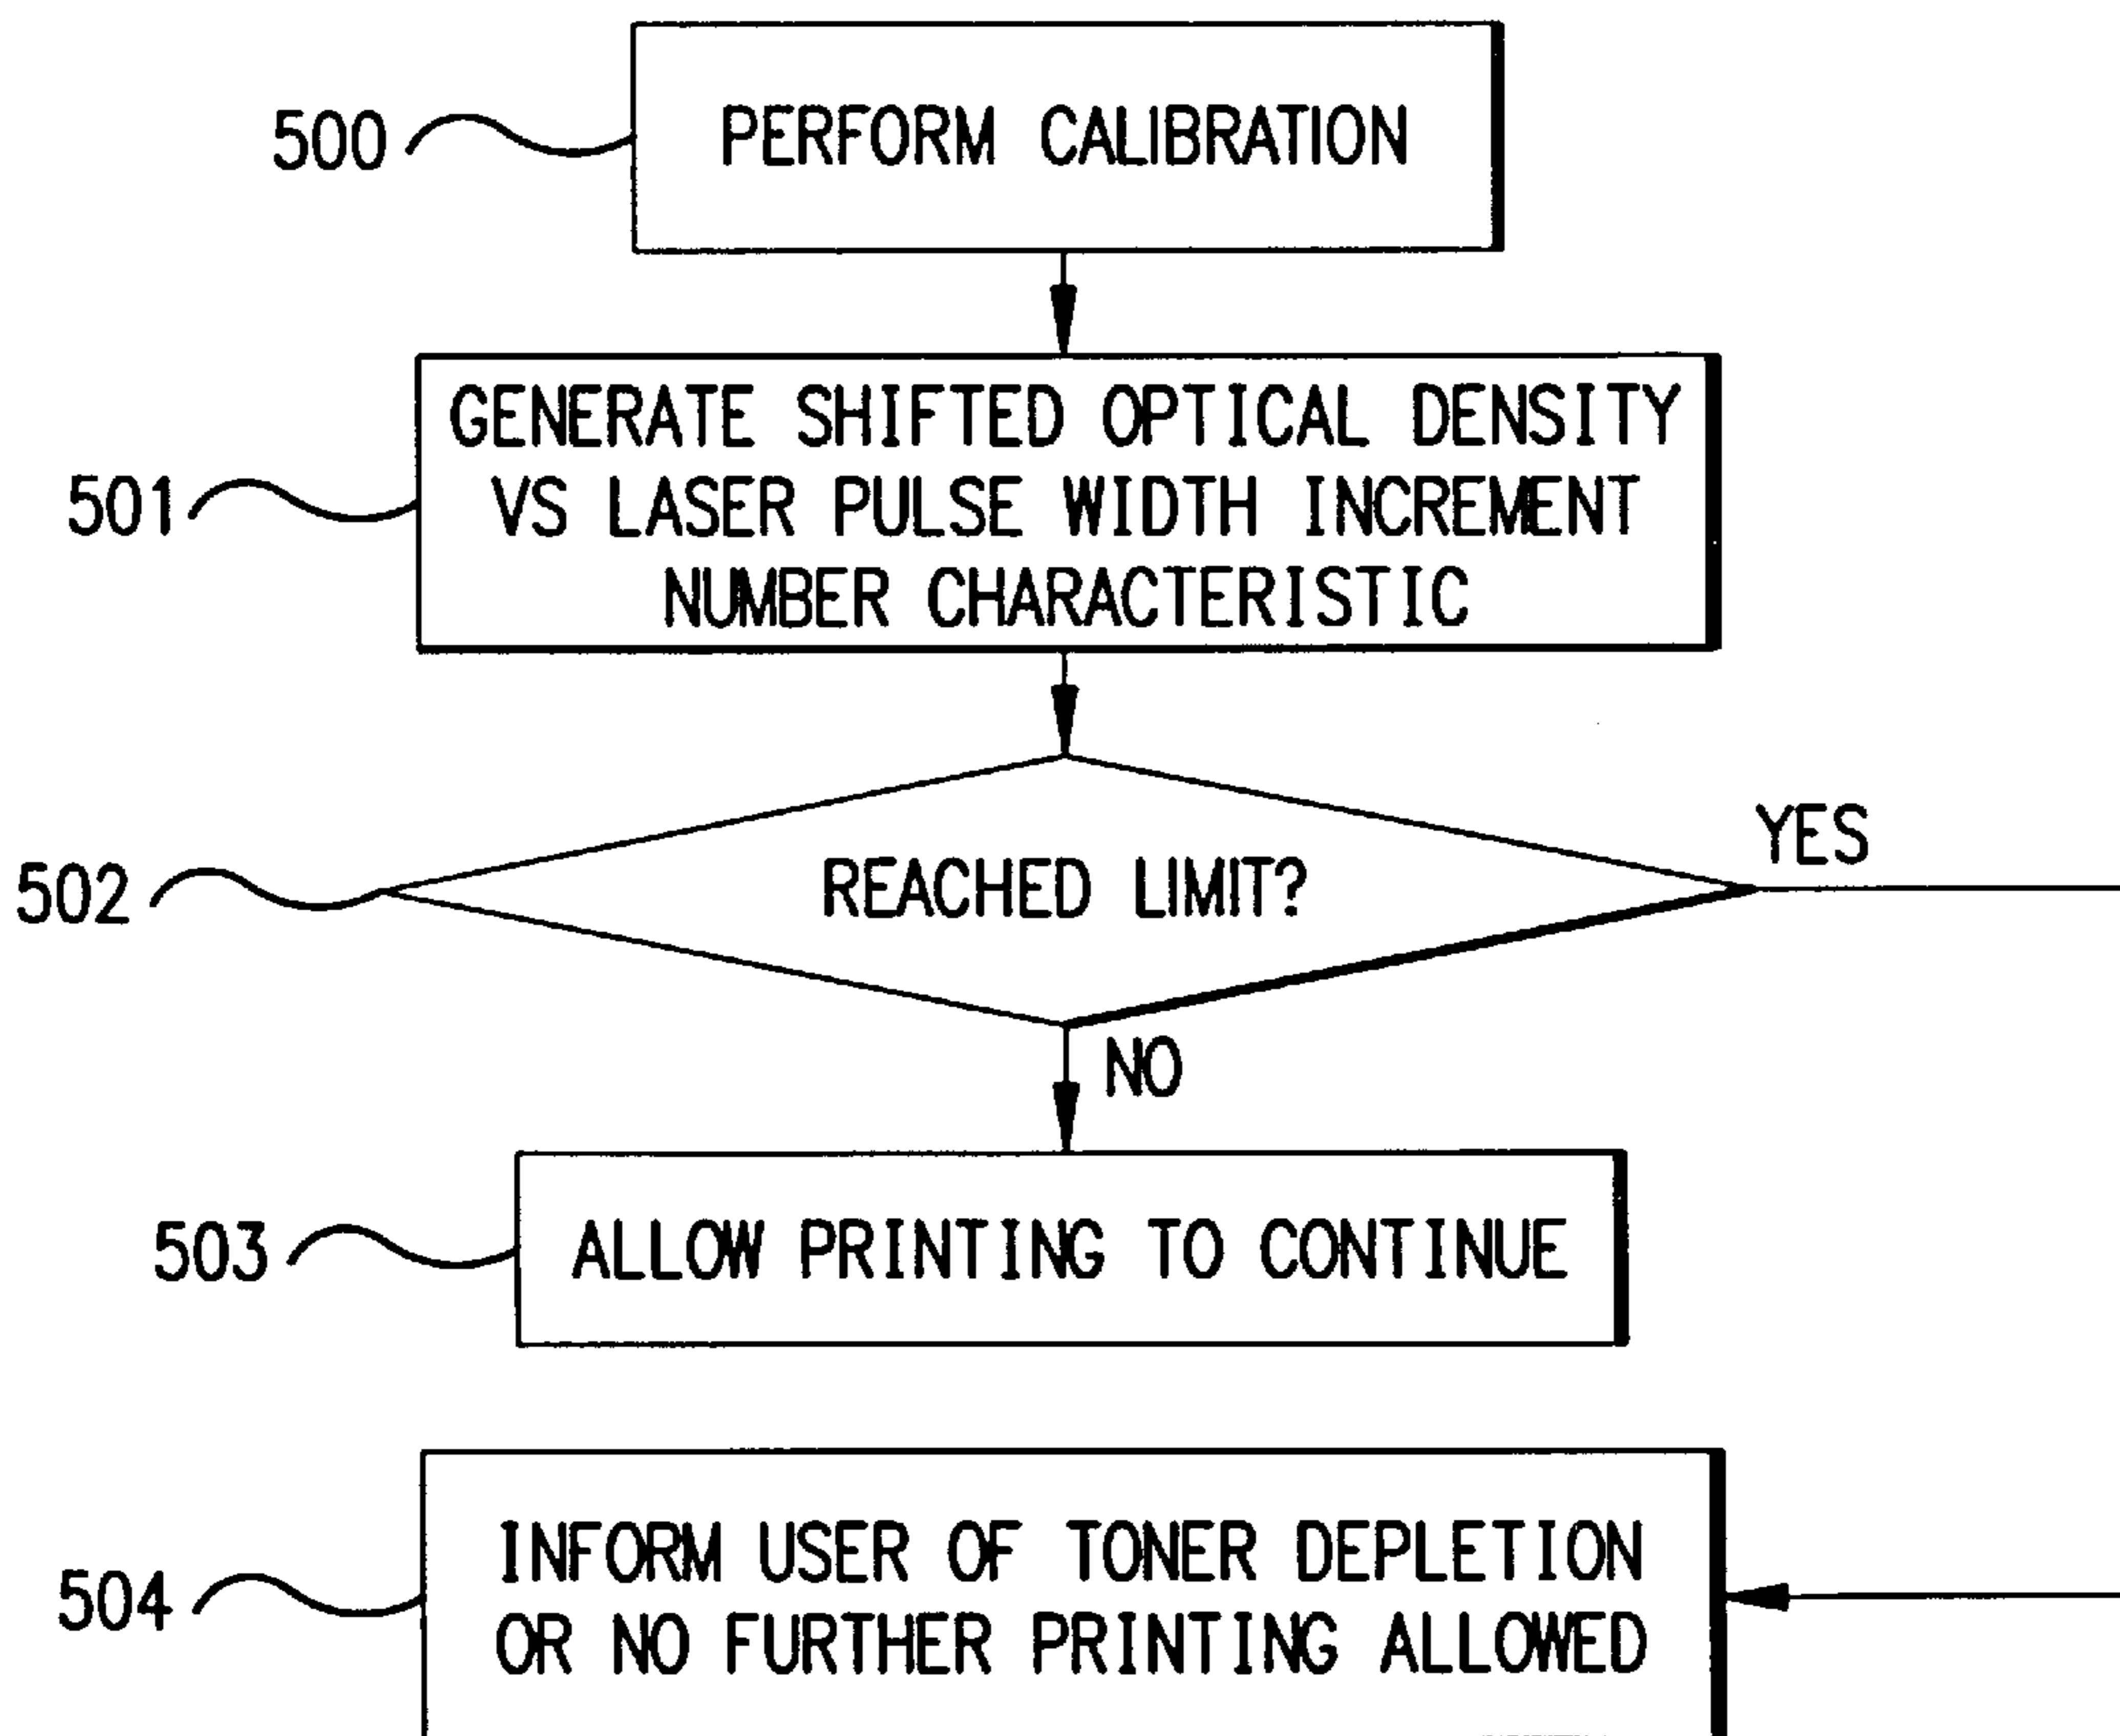 500
PERFORM CALIBRATION
501
GENERATE SHIFTED OPTICAL DENSITY
VS LASER PULSE WIDTH INCREMENT
NUMBER CHARACTERISTIC
502
REACHED LIMIT?
YES
NO
503
ALLOW PRINTING TO CONTINUE
504
INFORM USER OF TONER DEPLETION
OR NO FURTHER PRINTING ALLOWED